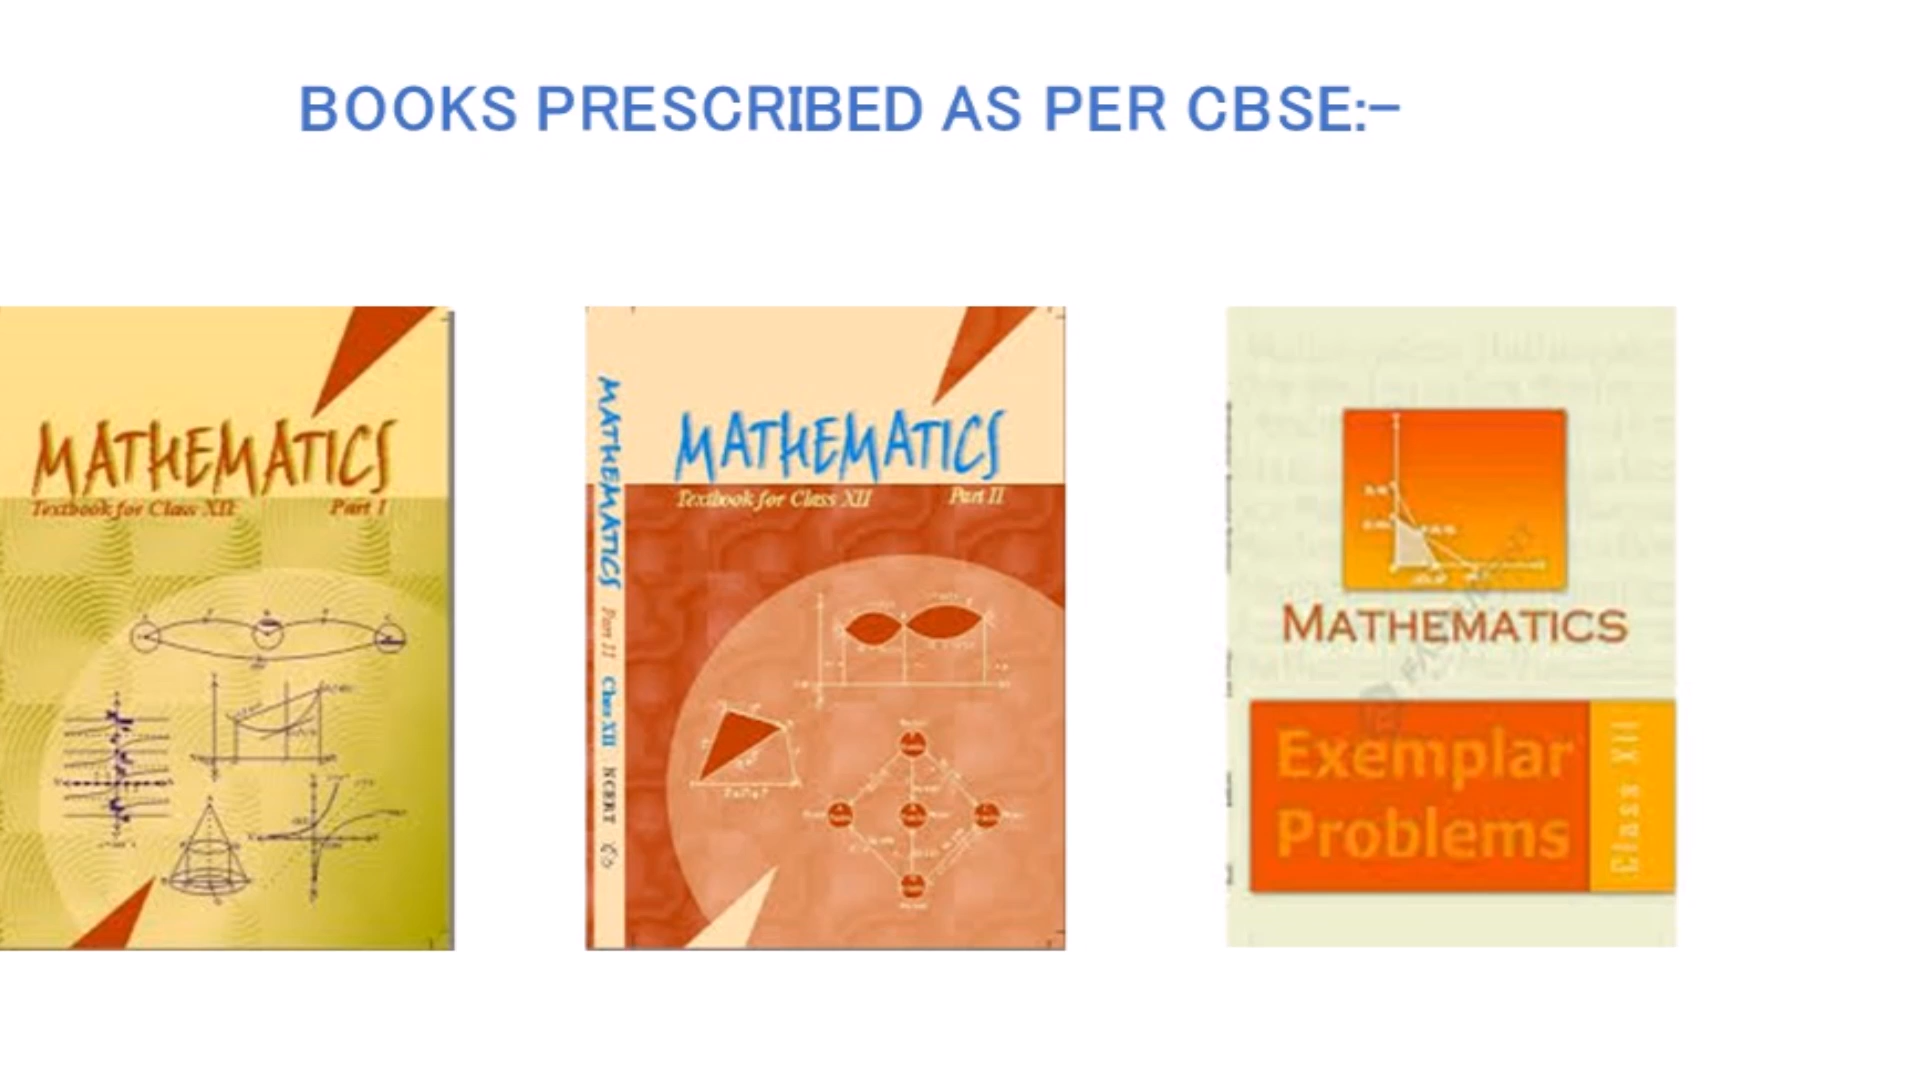 BOOKS PRESCRIBED AS PER CBSE:-
MATHEMATICS
Textbook for Class XII Part I
MATHEMATICS Part II Class XII NCERT
MATHEMATICS
Textbook for Class XII Part II
MATHEMATICS
Exemplar
Problems
Class XII